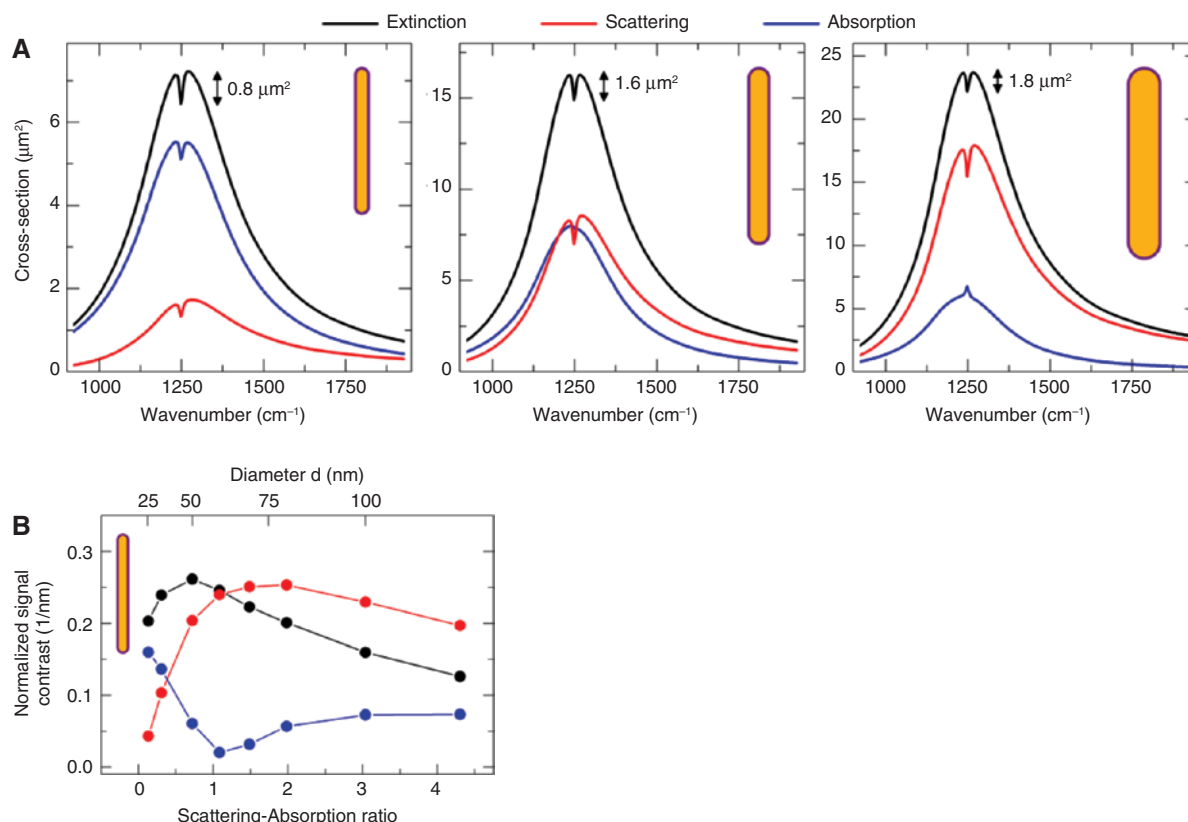 Extinction Scattering Absorption
A
0.8 μm²
1.6 μm²
1.8 μm²
Cross-section (μm²)
6
4
2
0
15
10
5
0
25
20
15
10
5
0
1000 1250 1500 1750
1000 1250 1500 1750
1000 1250 1500 1750
Wavenumber (cm⁻¹)
Wavenumber (cm⁻¹)
Wavenumber (cm⁻¹)
Diameter d (nm)
25 50 75 100
B
Normalized signal
contrast (1/nm)
0.3
0.2
0.1
0.0
0 1 2 3 4
Scattering-Absorption ratio